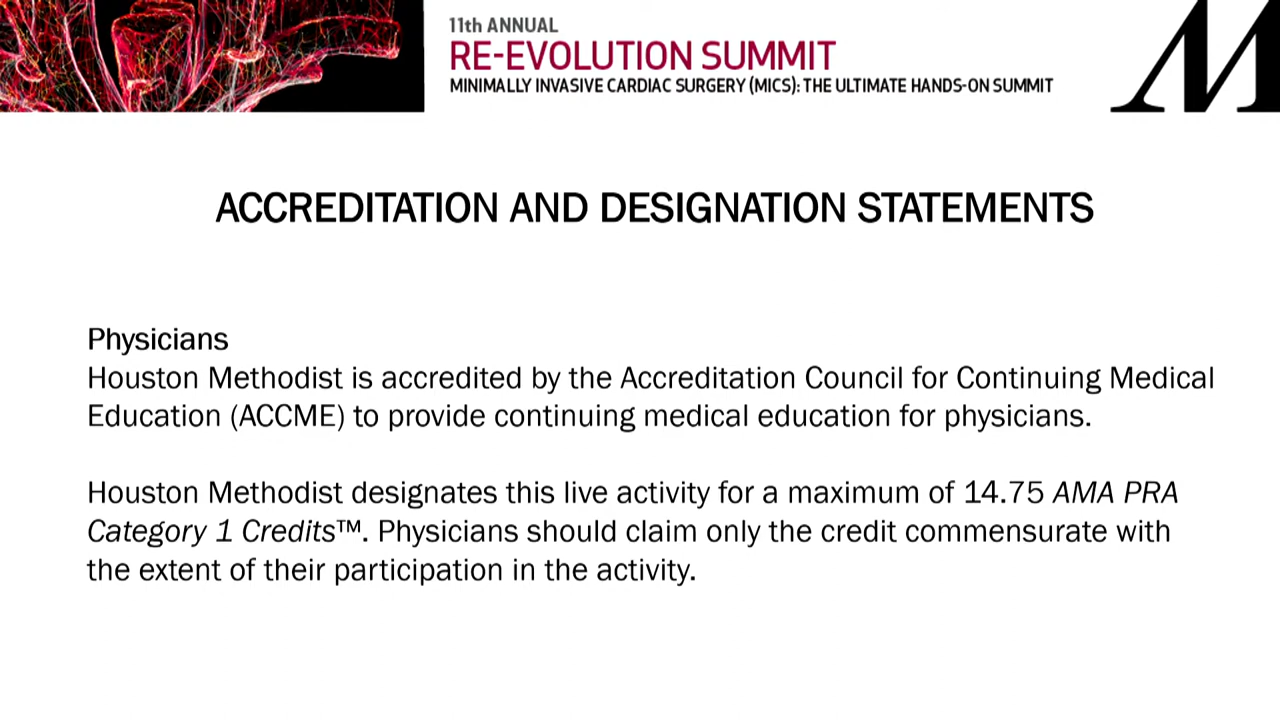 11th ANNUAL
RE-EVOLUTION SUMMIT
MINIMALLY INVASIVE CARDIAC SURGERY (MICS): THE ULTIMATE HANDS-ON SUMMIT
M
ACCREDITATION AND DESIGNATION STATEMENTS
Physicians
Houston Methodist is accredited by the Accreditation Council for Continuing Medical
Education (ACCME) to provide continuing medical education for physicians.
Houston Methodist designates this live activity for a maximum of 14.75 AMA PRA
Category 1 Credits™. Physicians should claim only the credit commensurate with
the extent of their participation in the activity.